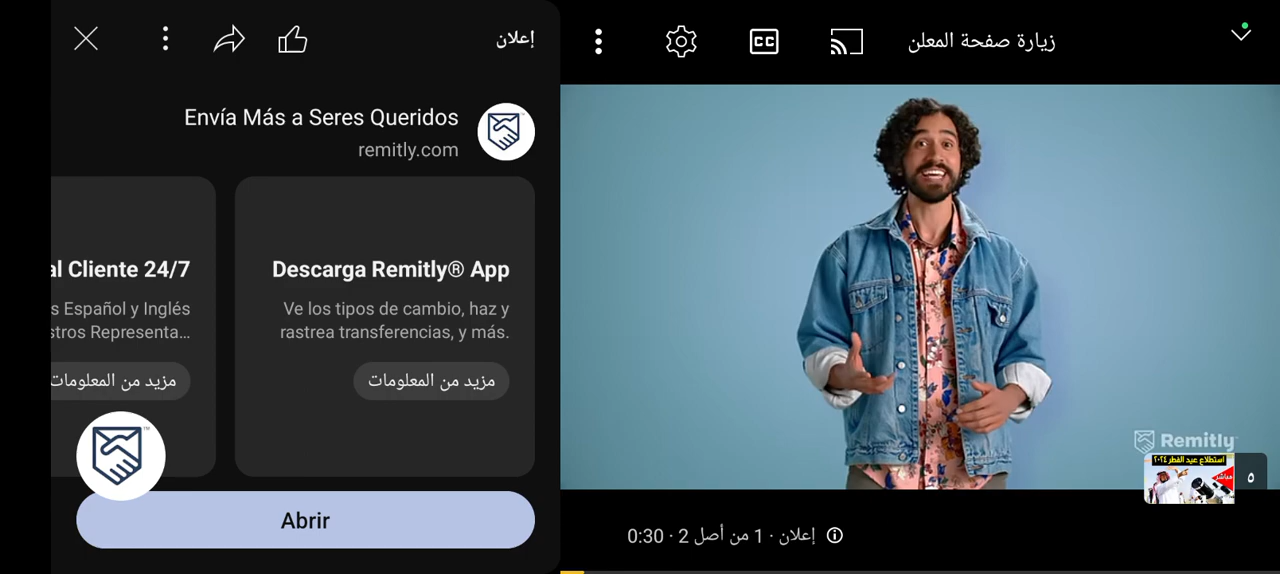 إعلان
Envía Más a Seres Queridos
remitly.com
Descarga Remitly® App
Ve los tipos de cambio, haz y
rastrea transferencias, y más.
مزيد من المعلومات
al Cliente 24/7
s Español y Inglés
stros Representa...
مزيد من المعلومات
Abrir
زيارة صفحة المعلن
CC
Remitly
استطلاع عيد الفطر ٢٠٢٤
مباشر
٥
إعلان · 1 من أصل 2 · 0:30